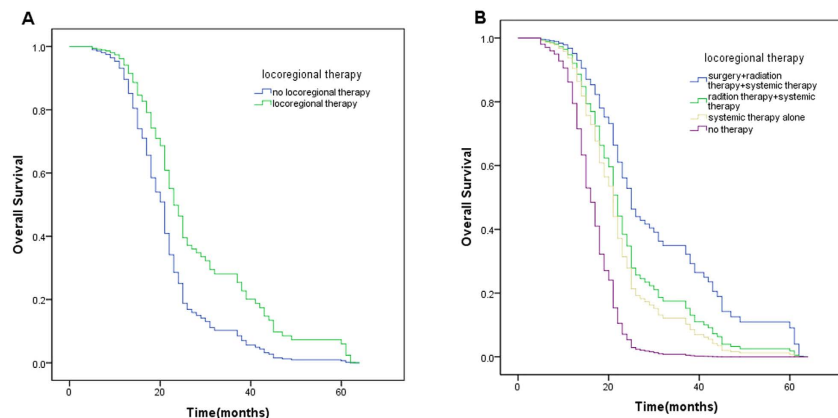 A
locoregional therapy
no locoregional therapy
locoregional therapy
Overall Survival
1.0
0.8
0.6
0.4
0.2
0.0
0
20
40
60
Time(months)
B
locoregional therapy
surgery+radiation
therapy+systemic therapy
radition therapy+systemic
therapy
systemic therapy alone
no therapy
Overall Survival
1.0
0.8
0.6
0.4
0.2
0.0
0
20
40
60
Time(months)